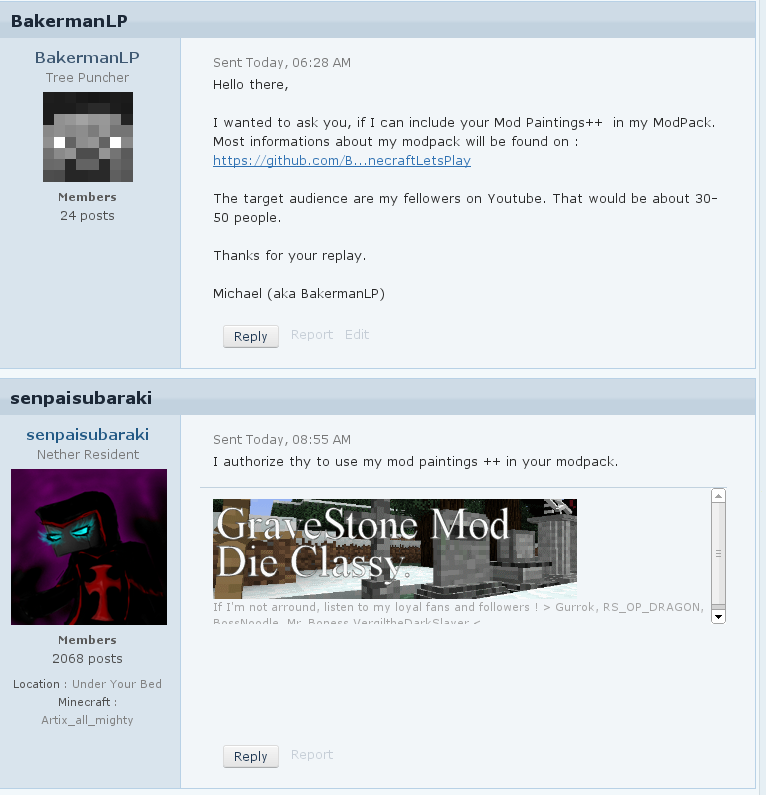 BakermanLP
BakermanLP
Tree Puncher
Members
24 posts
Sent Today, 06:28 AM
Hello there,
I wanted to ask you, if I can include your Mod Paintings++  in my ModPack.
Most informations about my modpack will be found on :
https://github.com/B...necraftLetsPlay
The target audience are my fellowers on Youtube. That would be about 30-
50 people.
Thanks for your replay.
Michael (aka BakermanLP)
Reply Report Edit
senpaisubaraki
senpaisubaraki
Nether Resident
Members
2068 posts
Location : Under Your Bed
Minecraft :
Artix_all_mighty
Sent Today, 08:55 AM
I authorize thy to use my mod paintings ++ in your modpack.
GraveStone Mod
Die Classy.
If I'm not arround, listen to my loyal fans and followers ! > Gurrok, RS_OP_DRAGON,
BossNoodle, Mr_Boness,VergiltheDarkSlayer <
Reply Report